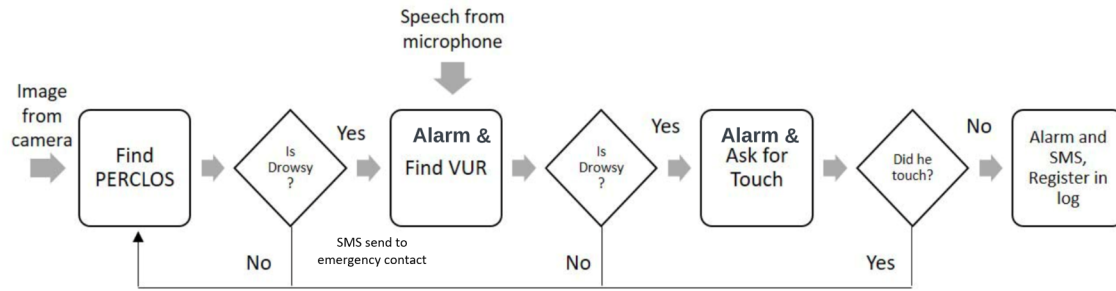 Speech from
microphone
Image
from
camera
Find
PERCLOS
Is
Drowsy
?
Yes
Alarm &
Find VUR
Is
Drowsy
?
Yes
Alarm &
Ask for
Touch
Did he
touch?
No
Alarm and
SMS,
Register in
log
No
SMS send to
emergency contact
No
Yes